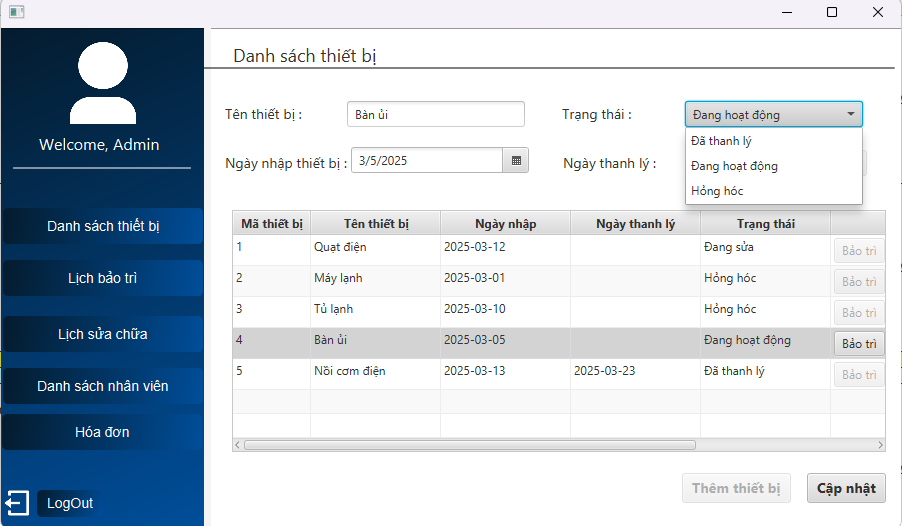 Danh sách thiết bị
Welcome, Admin
Danh sách thiết bị
Lịch bảo trì
Lịch sửa chữa
Danh sách nhân viên
Hóa đơn
LogOut
Tên thiết bị : Bàn ủi Trạng thái : Đang hoạt động
Đã thanh lý
Đang hoạt động
Hỏng hóc
Ngày nhập thiết bị : 3/5/2025 Ngày thanh lý :
Mã thiết bị Tên thiết bị Ngày nhập Ngày thanh lý Trạng thái
1 Quạt điện 2025-03-12 Đang sửa Bảo trì
2 Máy lạnh 2025-03-01 Hỏng hóc Bảo trì
3 Tủ lạnh 2025-03-10 Hỏng hóc Bảo trì
4 Bàn ủi 2025-03-05 Đang hoạt động Bảo trì
5 Nồi cơm điện 2025-03-13 2025-03-23 Đã thanh lý Bảo trì
Thêm thiết bị Cập nhật